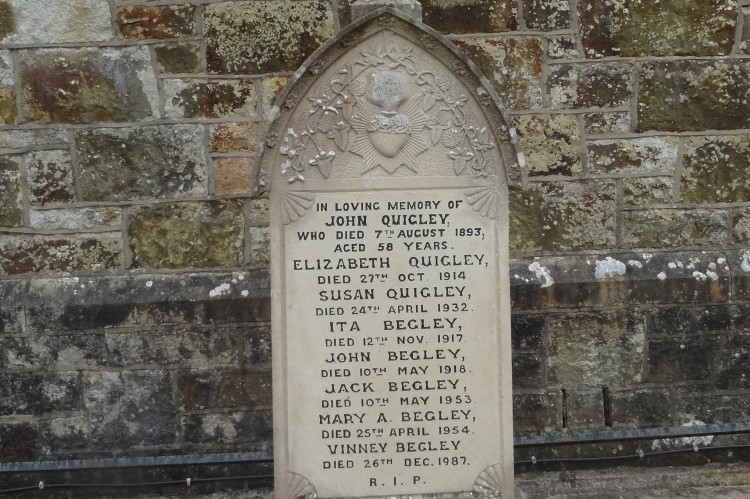 IN LOVING MEMORY OF
JOHN QUIGLEY,
WHO DIED 7TH AUGUST 1893,
AGED 58 YEARS.
ELIZABETH QUIGLEY,
DIED 27TH OCT. 1914.
SUSAN QUIGLEY,
DIED 24TH APRIL 1932.
ITA BEGLEY,
DIED 12TH NOV. 1917.
JOHN BEGLEY,
DIED 10TH MAY 1918.
JACK BEGLEY,
DIED 10TH MAY 1953.
MARY A. BEGLEY,
DIED 25TH APRIL 1954.
VINNEY BEGLEY
DIED 26TH DEC. 1987.
R. I. P.